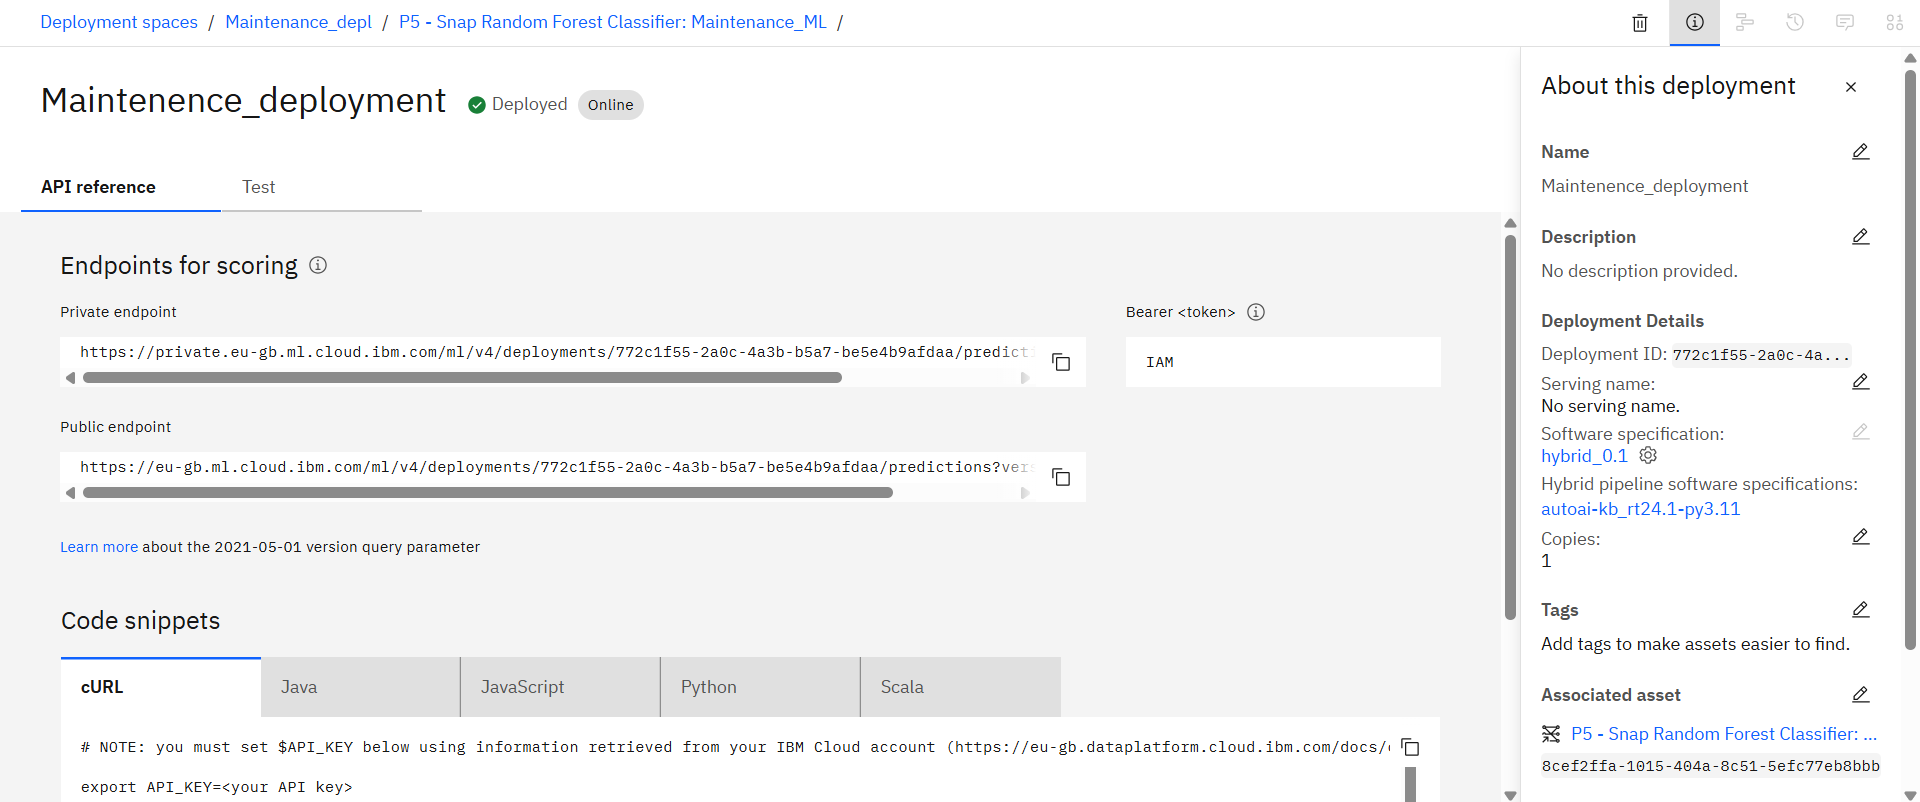 Deployment spaces / Maintenance_depl / P5 - Snap Random Forest Classifier: Maintenance_ML /
Maintenence_deployment
Deployed
Online
API reference
Test
Endpoints for scoring
Private endpoint
https://private.eu-gb.ml.cloud.ibm.com/ml/v4/deployments/772c1f55-2a0c-4a3b-b5a7-be5e4b9afdaa/predicti
Bearer <token>
IAM
Public endpoint
https://eu-gb.ml.cloud.ibm.com/ml/v4/deployments/772c1f55-2a0c-4a3b-b5a7-be5e4b9afdaa/predictions?vers
Learn more about the 2021-05-01 version query parameter
Code snippets
cURL
Java
JavaScript
Python
Scala
# NOTE: you must set $API_KEY below using information retrieved from your IBM Cloud account (https://eu-gb.dataplatform.cloud.ibm.com/docs/
export API_KEY=<your API key>
About this deployment
Name
Maintenence_deployment
Description
No description provided.
Deployment Details
Deployment ID: 772c1f55-2a0c-4a...
Serving name:
No serving name.
Software specification:
hybrid_0.1
Hybrid pipeline software specifications:
autoai-kb_rt24.1-py3.11
Copies:
1
Tags
Add tags to make assets easier to find.
Associated asset
P5 - Snap Random Forest Classifier: ...
8cef2ffa-1015-404a-8c51-5efc77eb8bbb